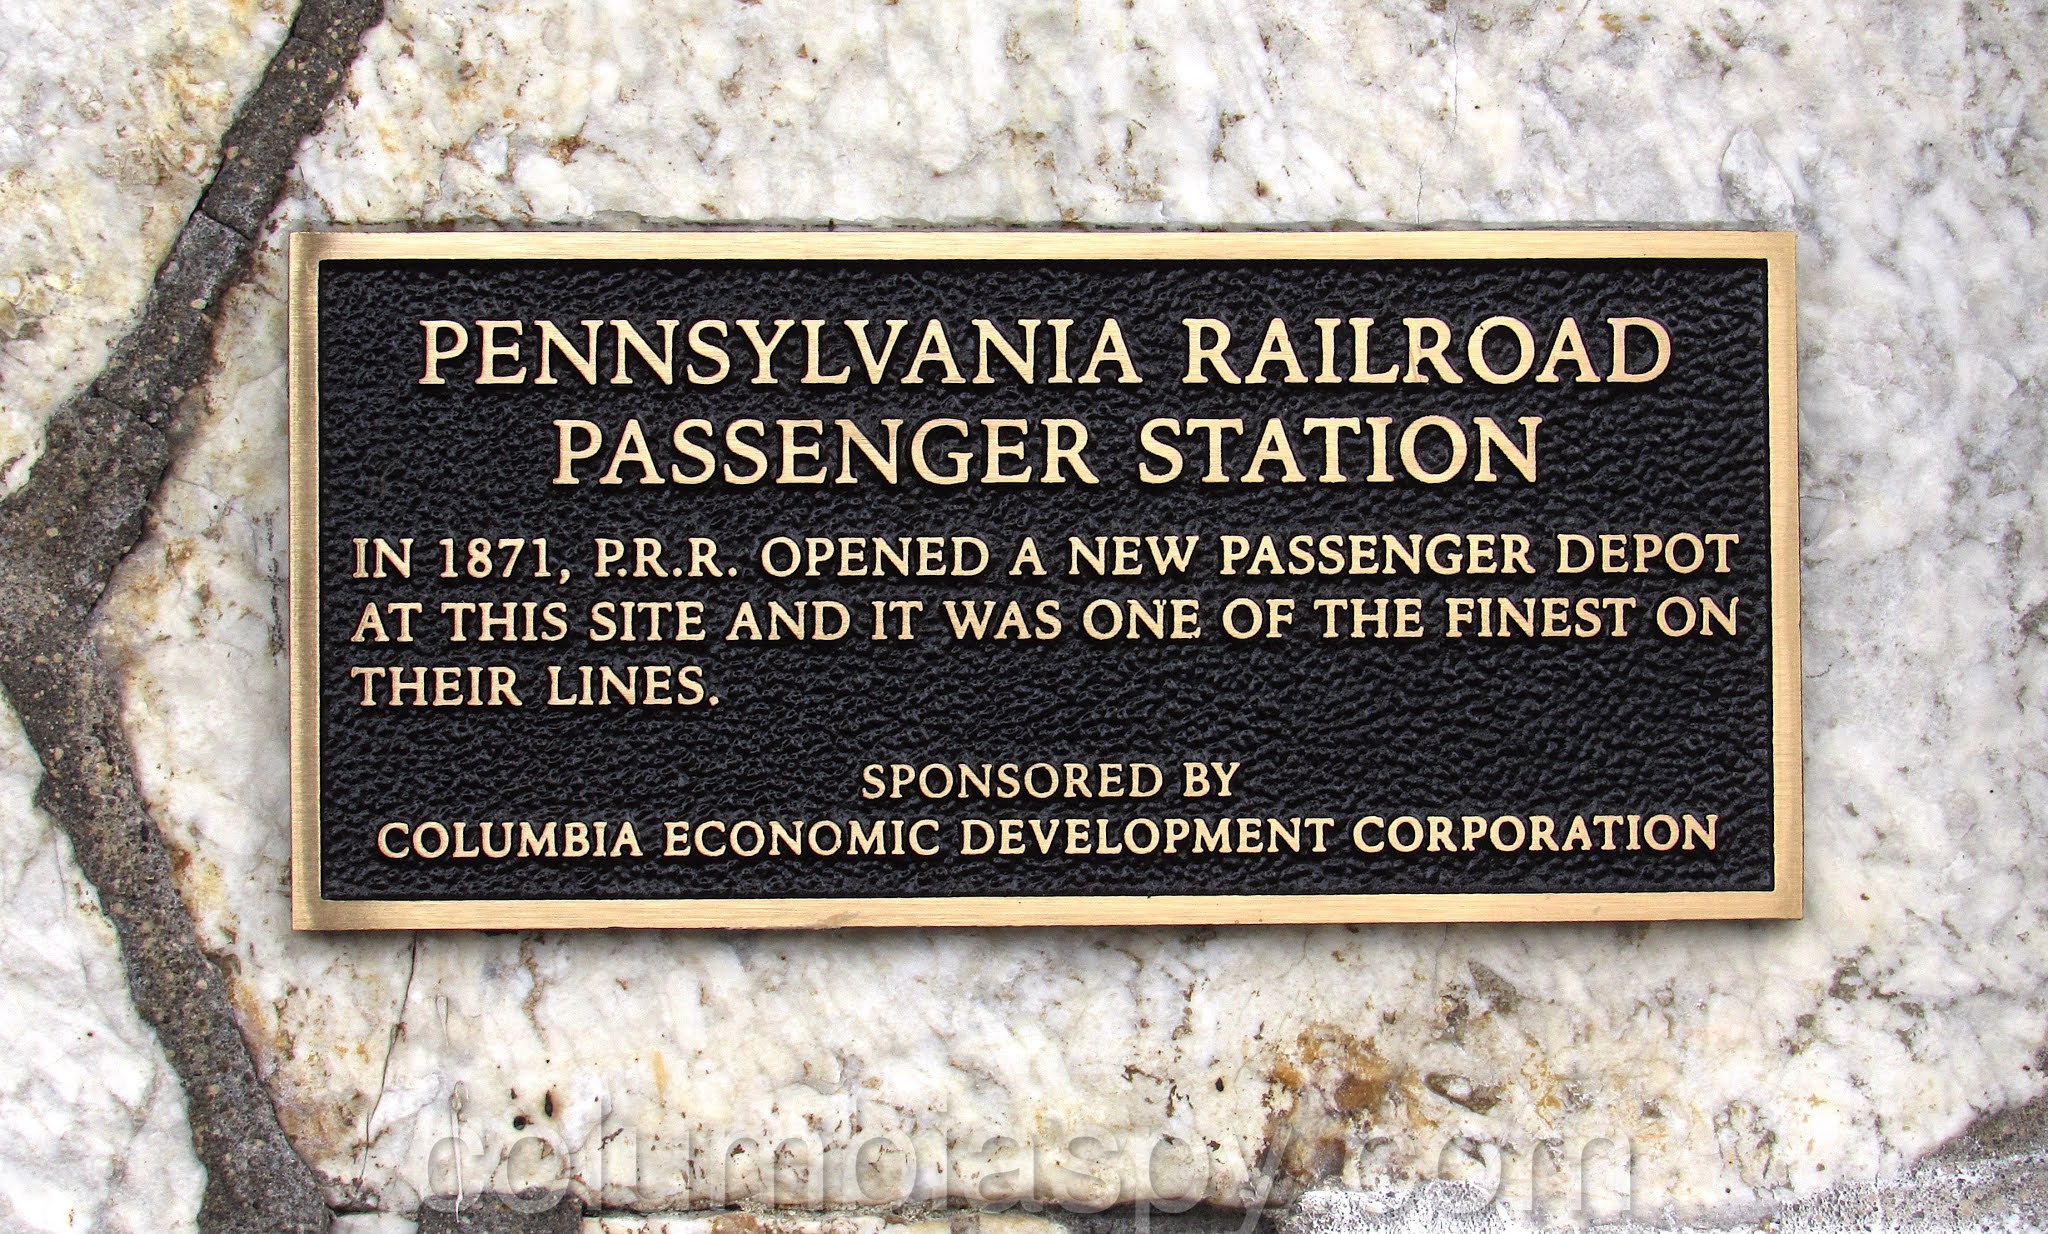 PENNSYLVANIA RAILROAD
PASSENGER STATION
IN 1871, P.R.R. OPENED A NEW PASSENGER DEPOT
AT THIS SITE AND IT WAS ONE OF THE FINEST ON
THEIR LINES.
SPONSORED BY
COLUMBIA ECONOMIC DEVELOPMENT CORPORATION
columbiaspy.com